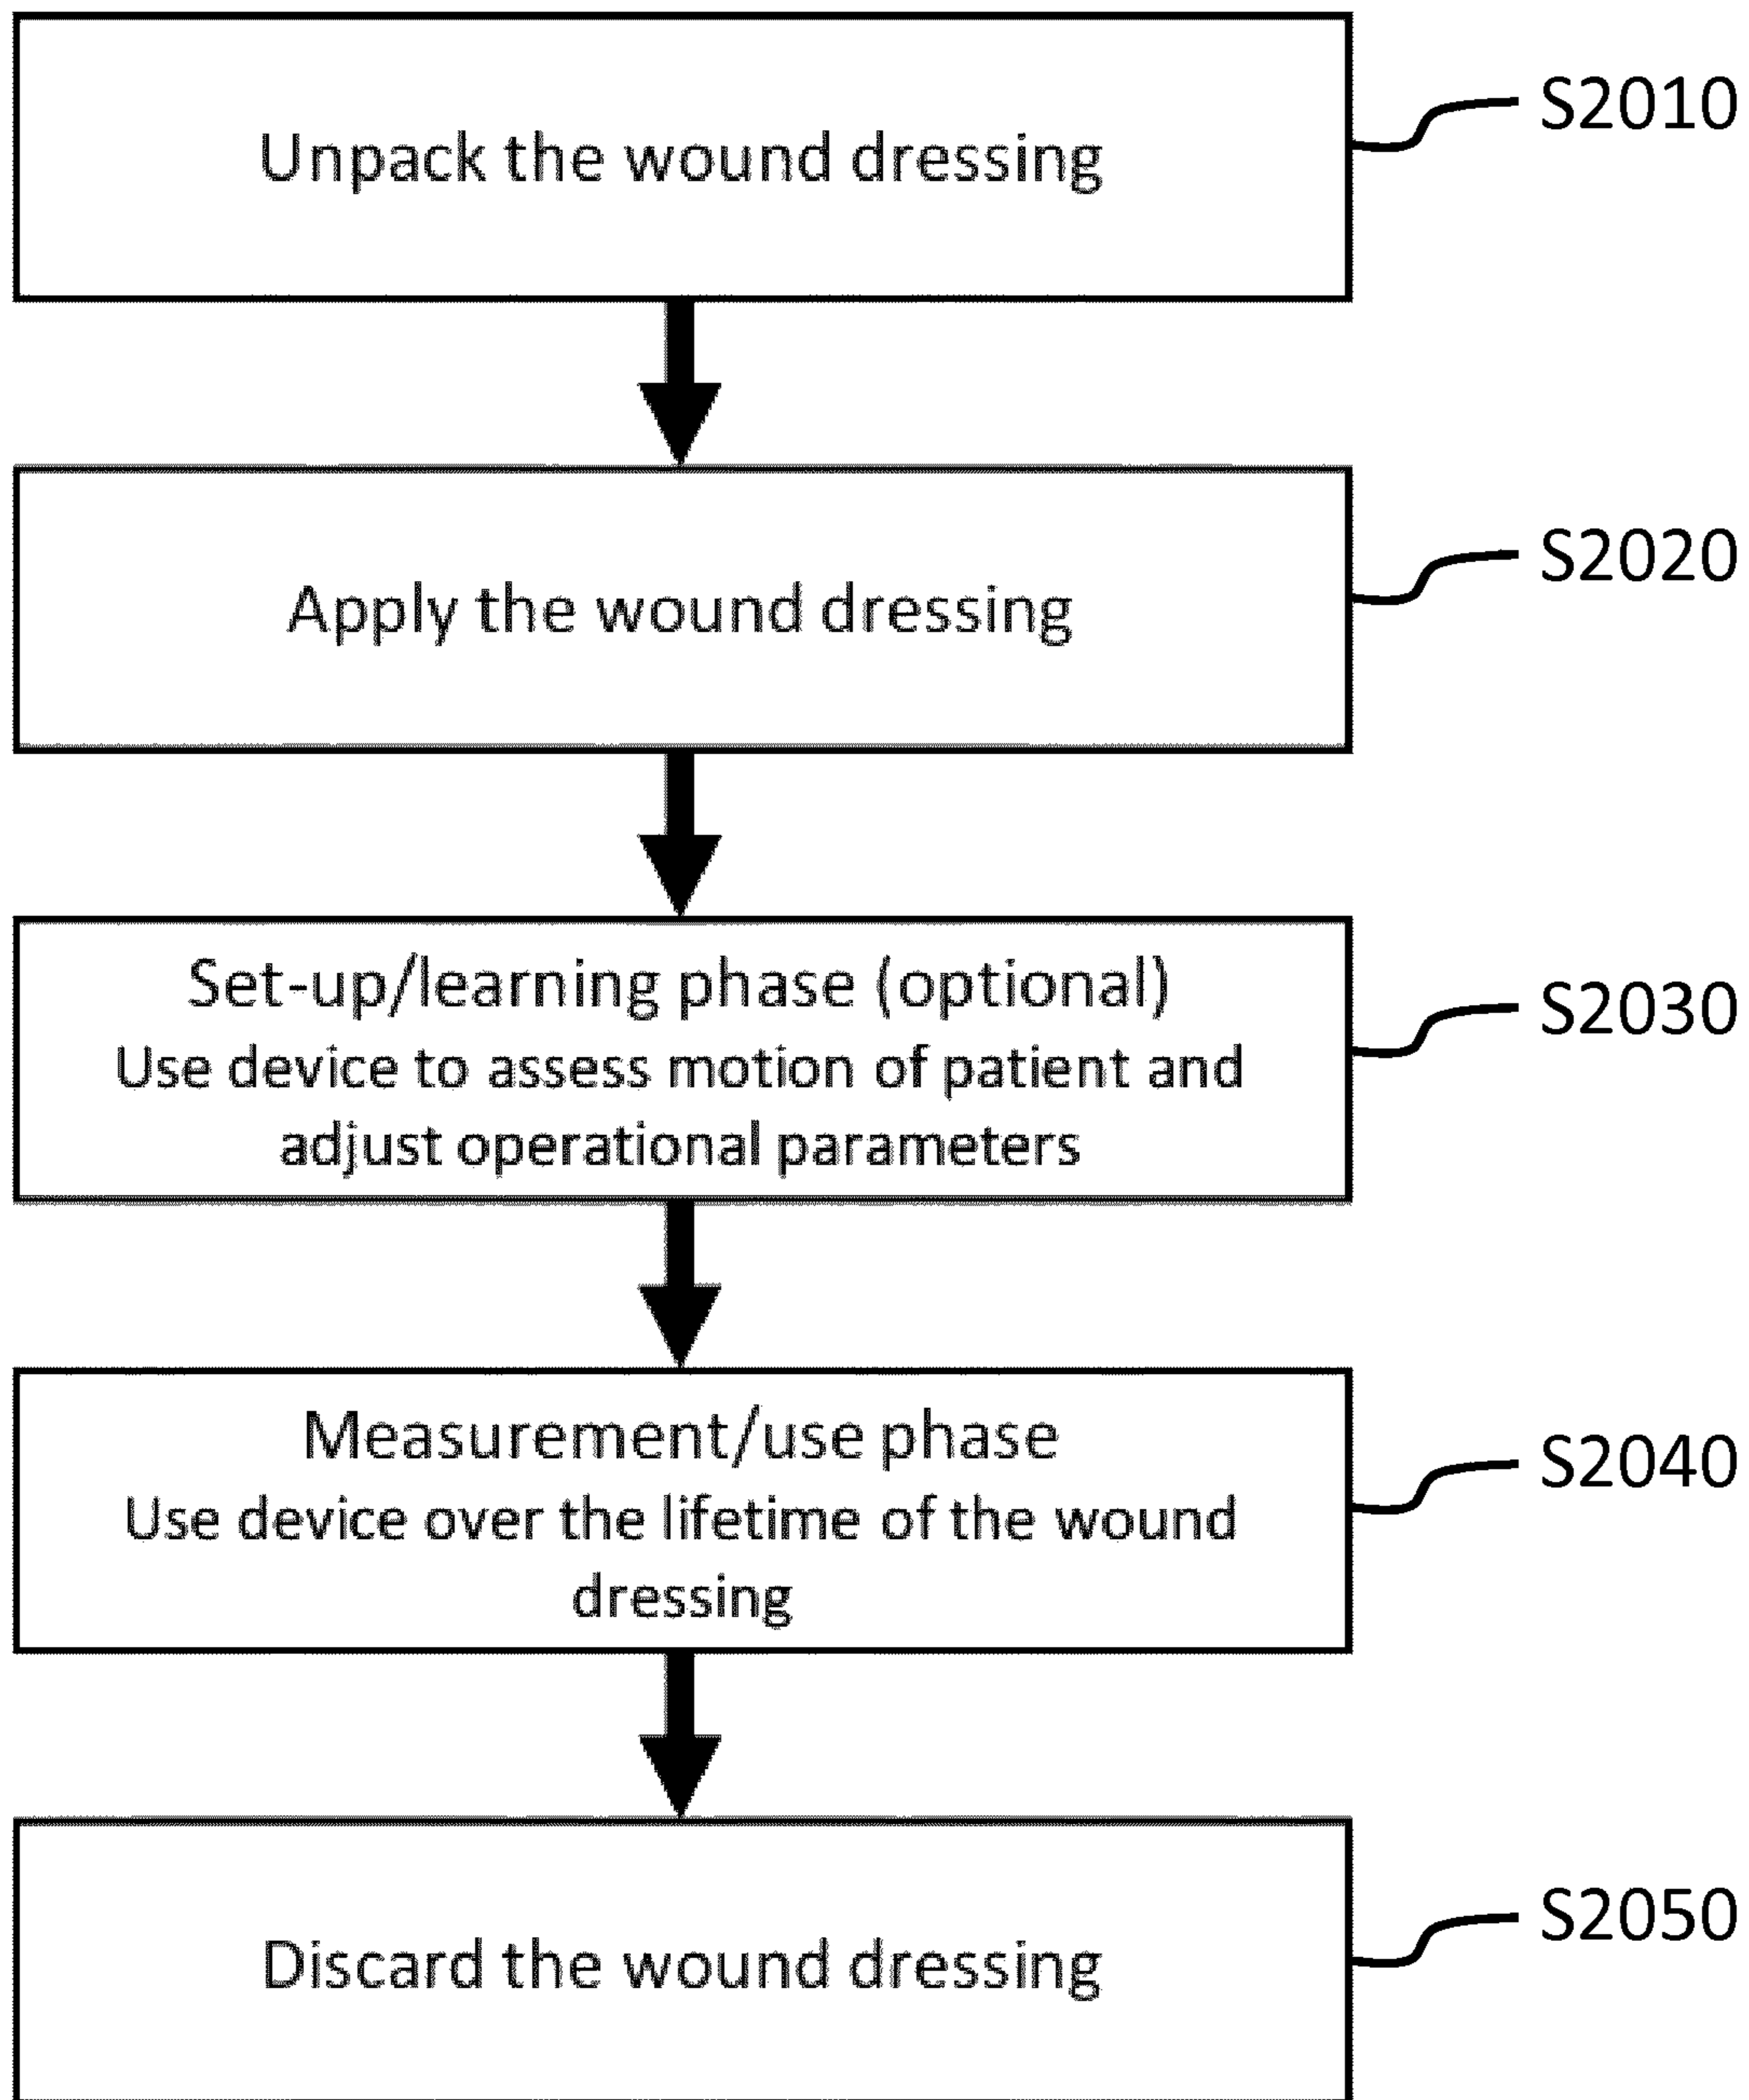 Unpack the wound dressing
S2010
Apply the wound dressing
S2020
Set-up/learning phase (optional)
Use device to assess motion of patient and
adjust operational parameters
S2030
Measurement/use phase
Use device over the lifetime of the wound
dressing
S2040
Discard the wound dressing
S2050